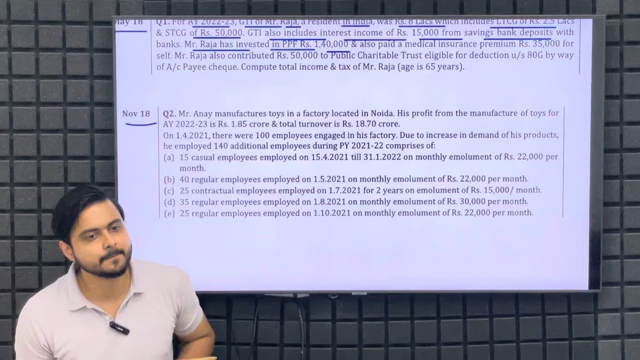 May 18
Q1. For AY 2022-23, GTI of Mr. Raja, a resident in India, was Rs. 8 Lacs which includes LTCG of Rs. 2.5 Lacs
& STCG of Rs. 50,000. GTI also includes interest income of Rs. 15,000 from savings bank deposits with
banks. Mr. Raja has invested in PPF Rs. 1,40,000 & also paid a medical insurance premium Rs. 35,000 for
self. Mr. Raja also contributed Rs. 50,000 to Public Charitable Trust eligible for deduction u/s 80G by way
of A/c Payee cheque. Compute total income & tax of Mr. Raja (age is 65 years).
Nov 18
Q2. Mr. Anay manufactures toys in a factory located in Noida. His profit from the manufacture of toys for
AY 2022-23 is Rs. 1.85 crore & total turnover is Rs. 18.70 crore.
On 1.4.2021, there were 100 employees engaged in his factory. Due to increase in demand of his products,
he employed 140 additional employees during PY 2021-22 comprises of:
(a) 15 casual employees employed on 15.4.2021 till 31.1.2022 on monthly emolument of Rs. 22,000 per
month.
(b) 40 regular employees employed on 1.5.2021 on monthly emolument of Rs. 22,000 per month.
(c) 25 contractual employees employed on 1.7.2021 for 2 years on emolument of Rs. 15,000/ month.
(d) 35 regular employees employed on 1.8.2021 on monthly emolument of Rs. 30,000 per month.
(e) 25 regular employees employed on 1.10.2021 on monthly emolument of Rs. 22,000 per month.